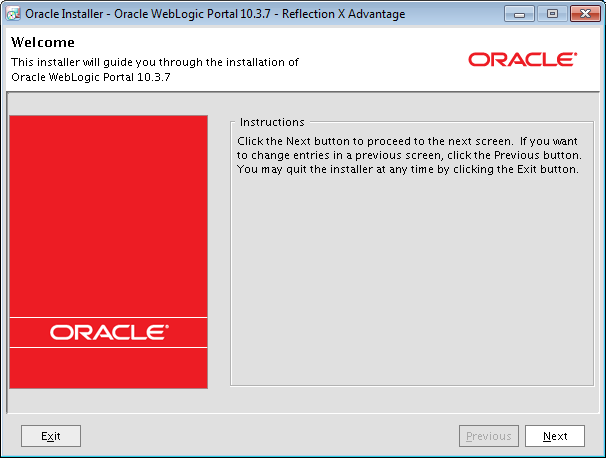 Oracle Installer - Oracle WebLogic Portal 10.3.7 - Reflection X Advantage
Welcome
This installer will guide you through the installation of
Oracle WebLogic Portal 10.3.7
ORACLE
Instructions
Click the Next button to proceed to the next screen. If you want
to change entries in a previous screen, click the Previous button.
You may quit the installer at any time by clicking the Exit button.
ORACLE
Exit
Previous
Next